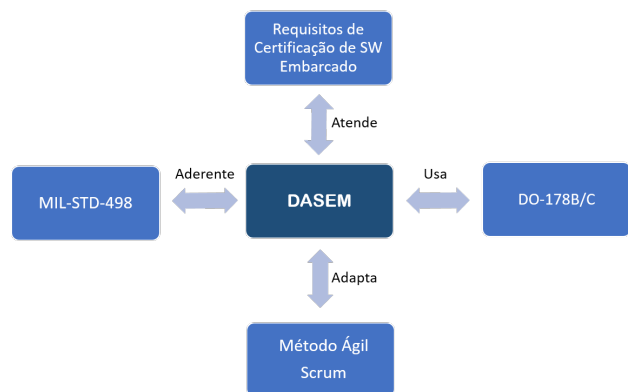 Requisitos de
Certificação de SW
Embarcado
Atende
Aderente
Usa
MIL-STD-498
DASEM
DO-178B/C
Adapta
Método Ágil
Scrum